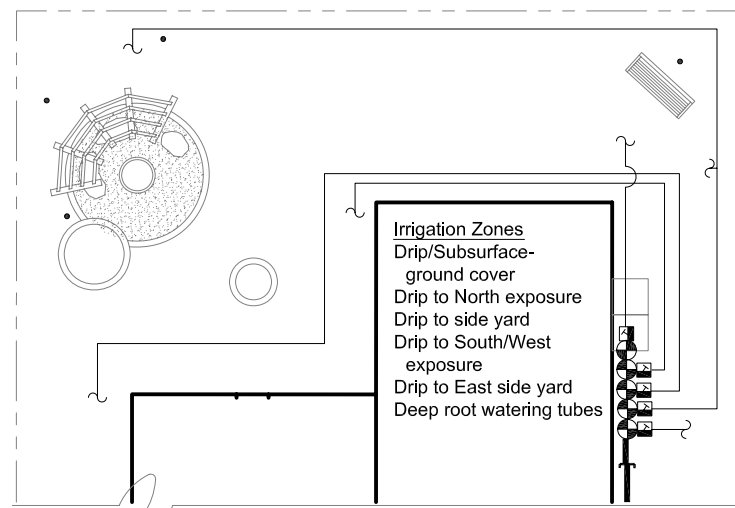 Irrigation Zones
Drip/Subsurface-
ground cover
Drip to North exposure
Drip to side yard
Drip to South/West
exposure
Drip to East side yard
Deep root watering tubes